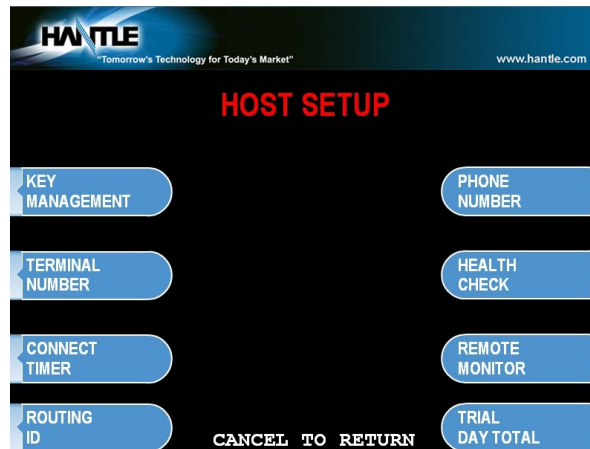 HANTLE
"Tomorrow's Technology for Today's Market"
www.hantle.com
HOST SETUP
KEY
MANAGEMENT
PHONE
NUMBER
TERMINAL
NUMBER
HEALTH
CHECK
CONNECT
TIMER
REMOTE
MONITOR
ROUTING
ID
TRIAL
DAY TOTAL
CANCEL TO RETURN